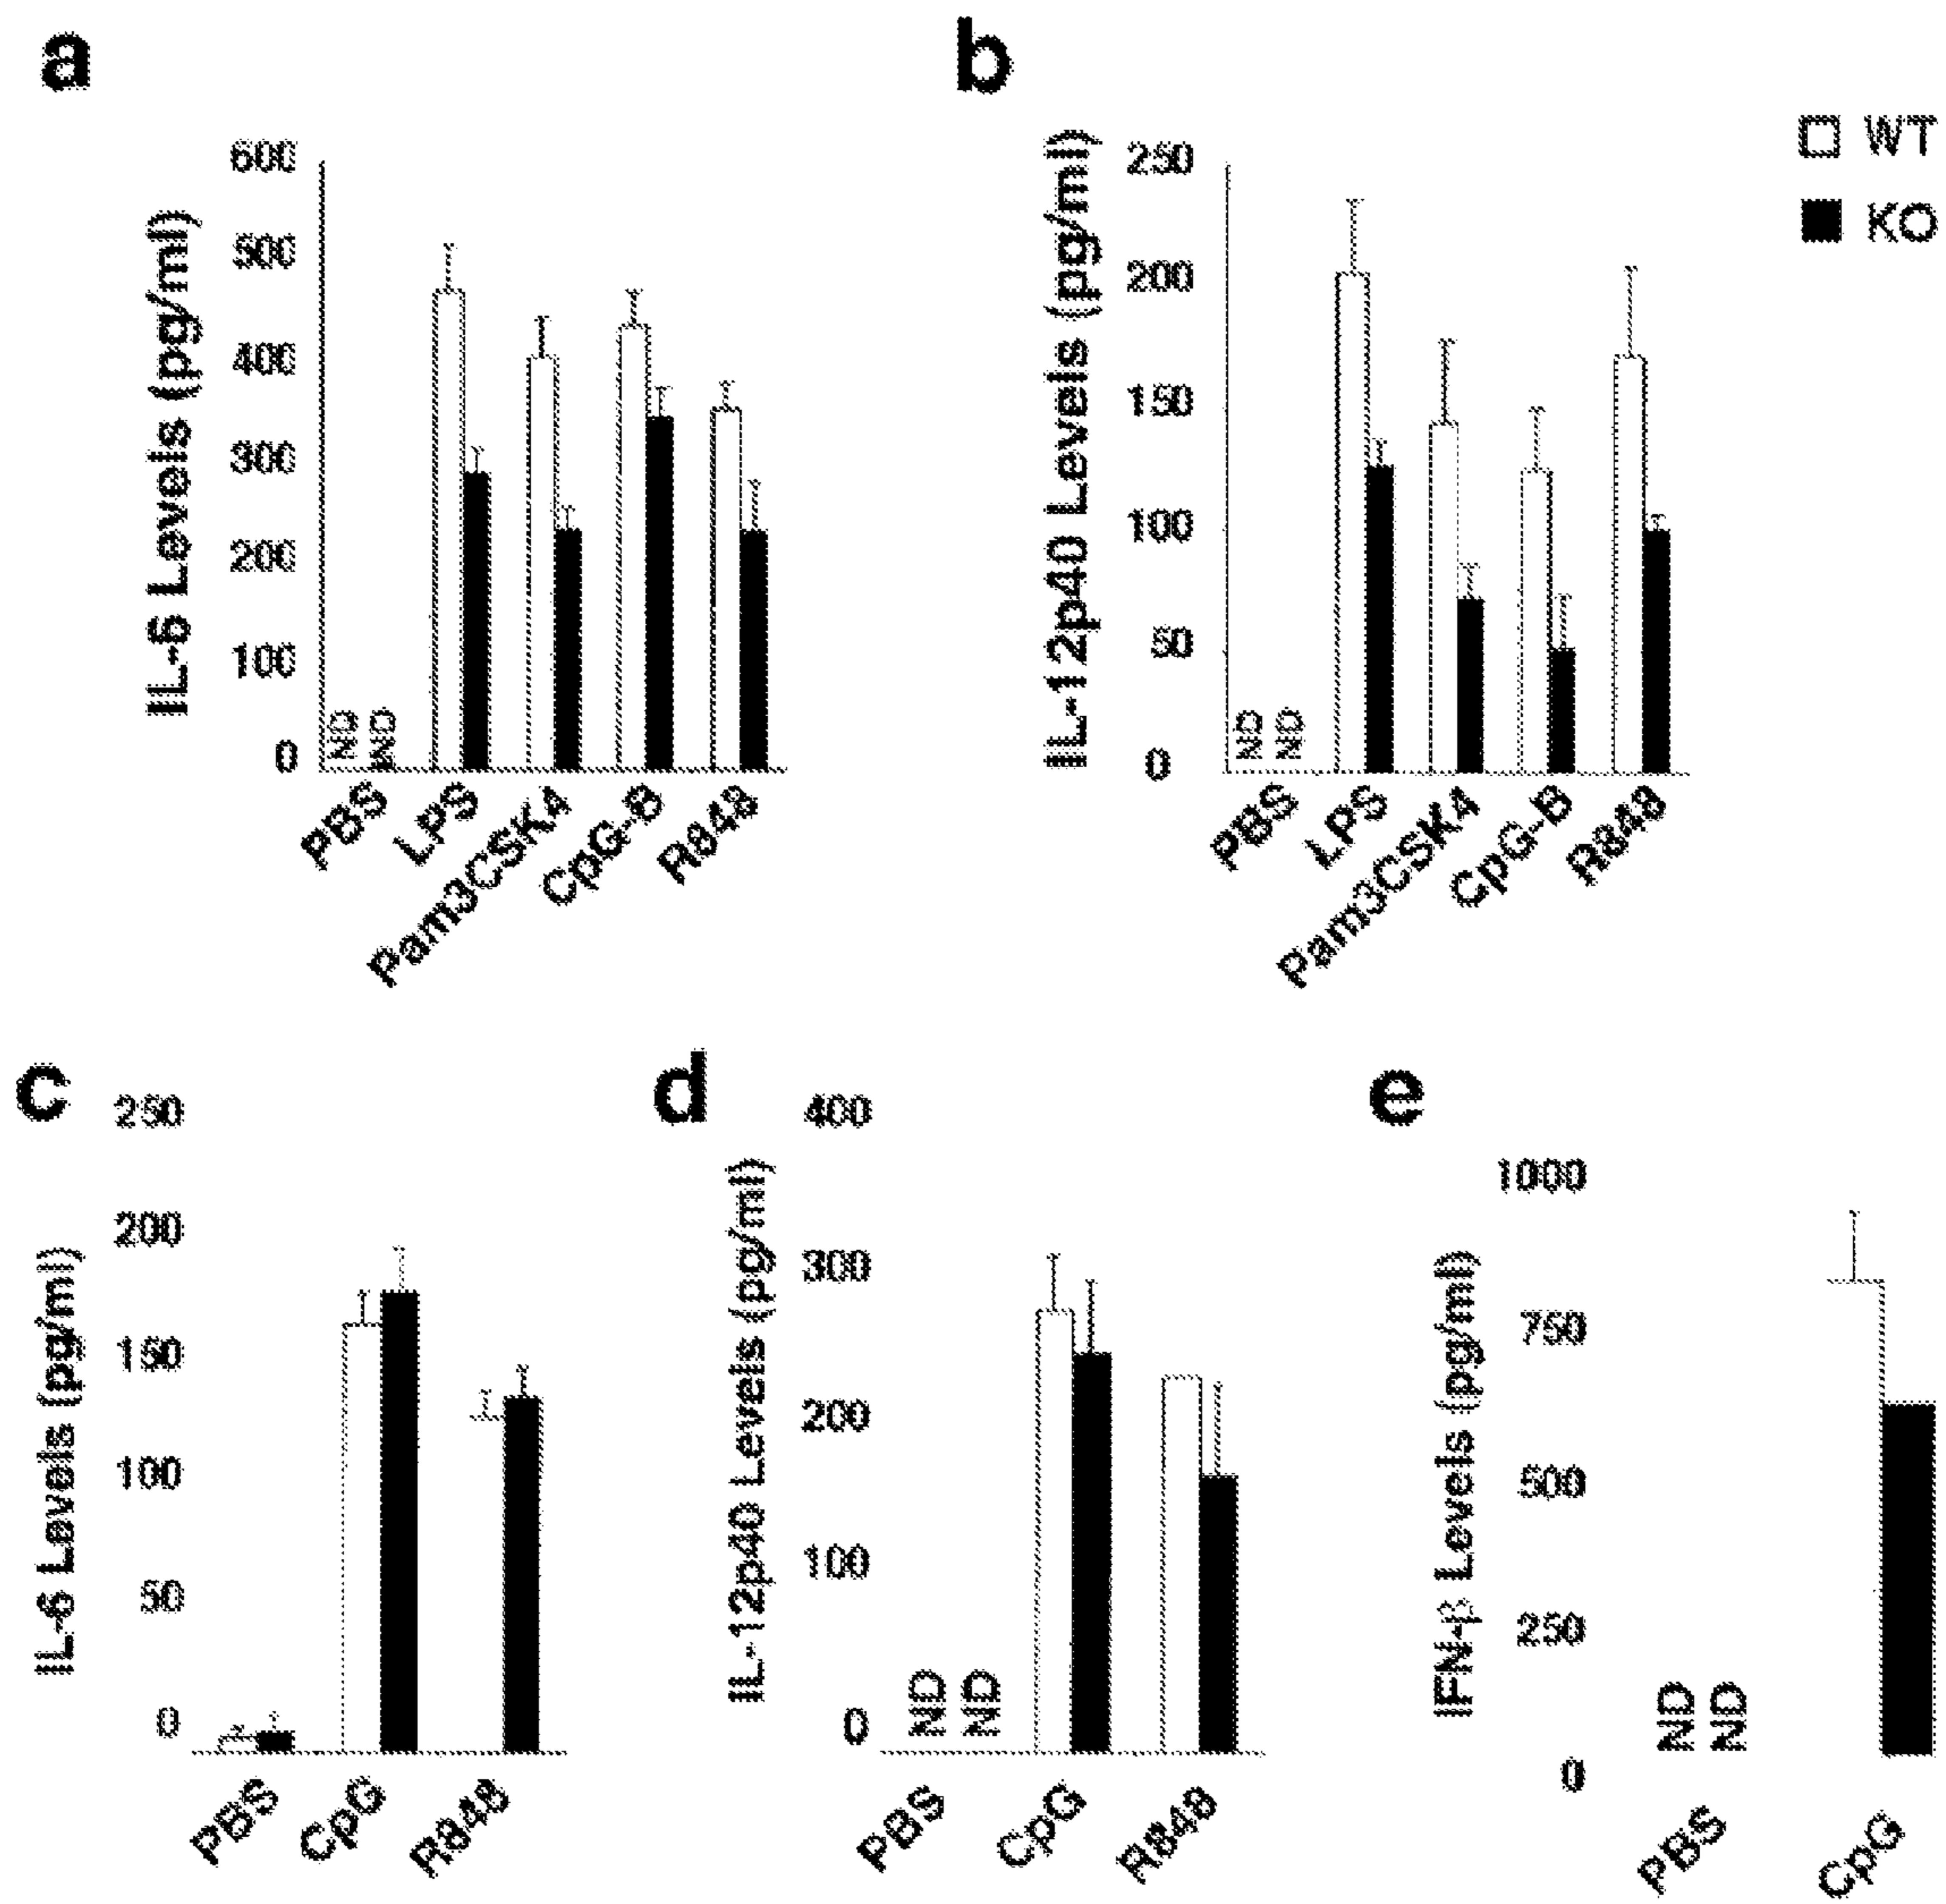 a
IL-6 Levels (pg/ml)
600
500
400
300
200
100
0
ND
ND
PBS
LPS
Pam3CSK4
CpG-B
R848
b
IL-12p40 Levels (pg/ml)
250
200
150
100
50
0
ND
ND
PBS
LPS
Pam3CSK4
CpG-B
R848
WT
KO
c
IL-6 Levels (pg/ml)
250
200
150
100
50
0
PBS
CpG
R848
d
IL-12p40 Levels (pg/ml)
400
300
200
100
0
ND
ND
PBS
CpG
R848
e
IFN-β Levels (pg/ml)
1000
750
500
250
0
ND
ND
PBS
CpG